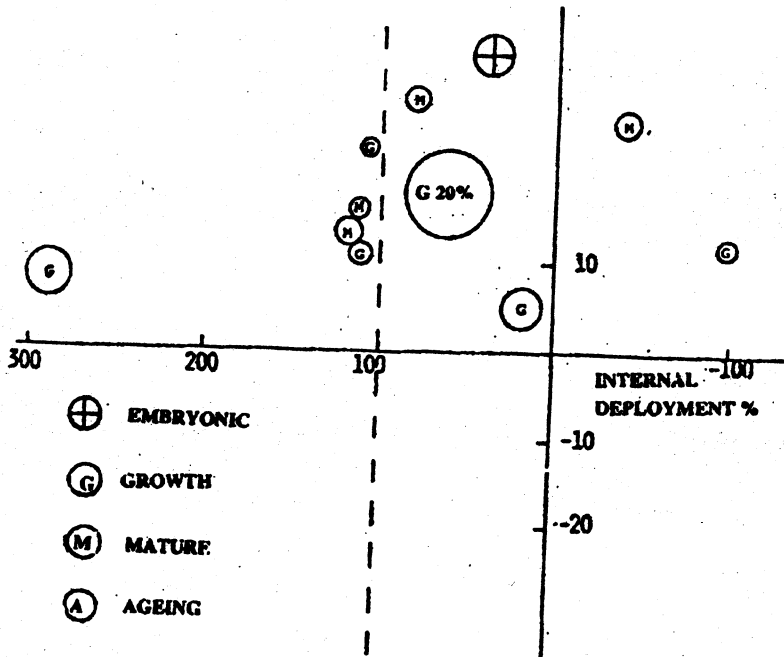 M
M
G
G 20%
M
M
G
G
10
G
G
300
200
100
-100
INTERNAL
DEPLOYMENT %
EMBRYONIC
-10
G GROWTH
-20
M MATURE
A AGEING